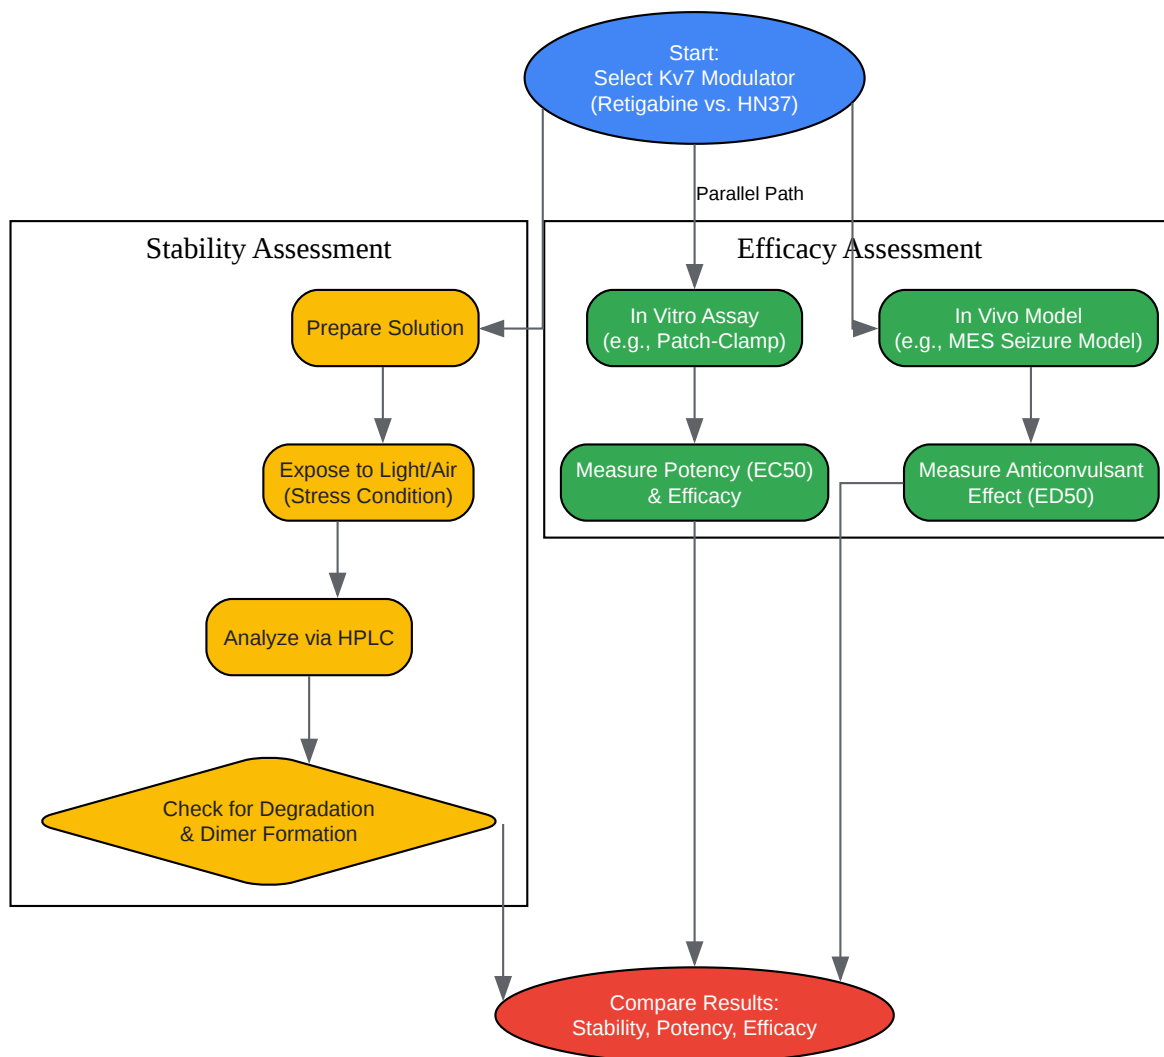 Start:
Select Kv7 Modulator
(Retigabine vs. HN37)
Parallel Path
Stability Assessment
Prepare Solution
Expose to Light/Air
(Stress Condition)
Analyze via HPLC
Check for Degradation
& Dimer Formation
Efficacy Assessment
In Vitro Assay
(e.g., Patch-Clamp)
In Vivo Model
(e.g., MES Seizure Model)
Measure Potency (EC50)
& Efficacy
Measure Anticonvulsant
Effect (ED50)
Compare Results:
Stability, Potency, Efficacy